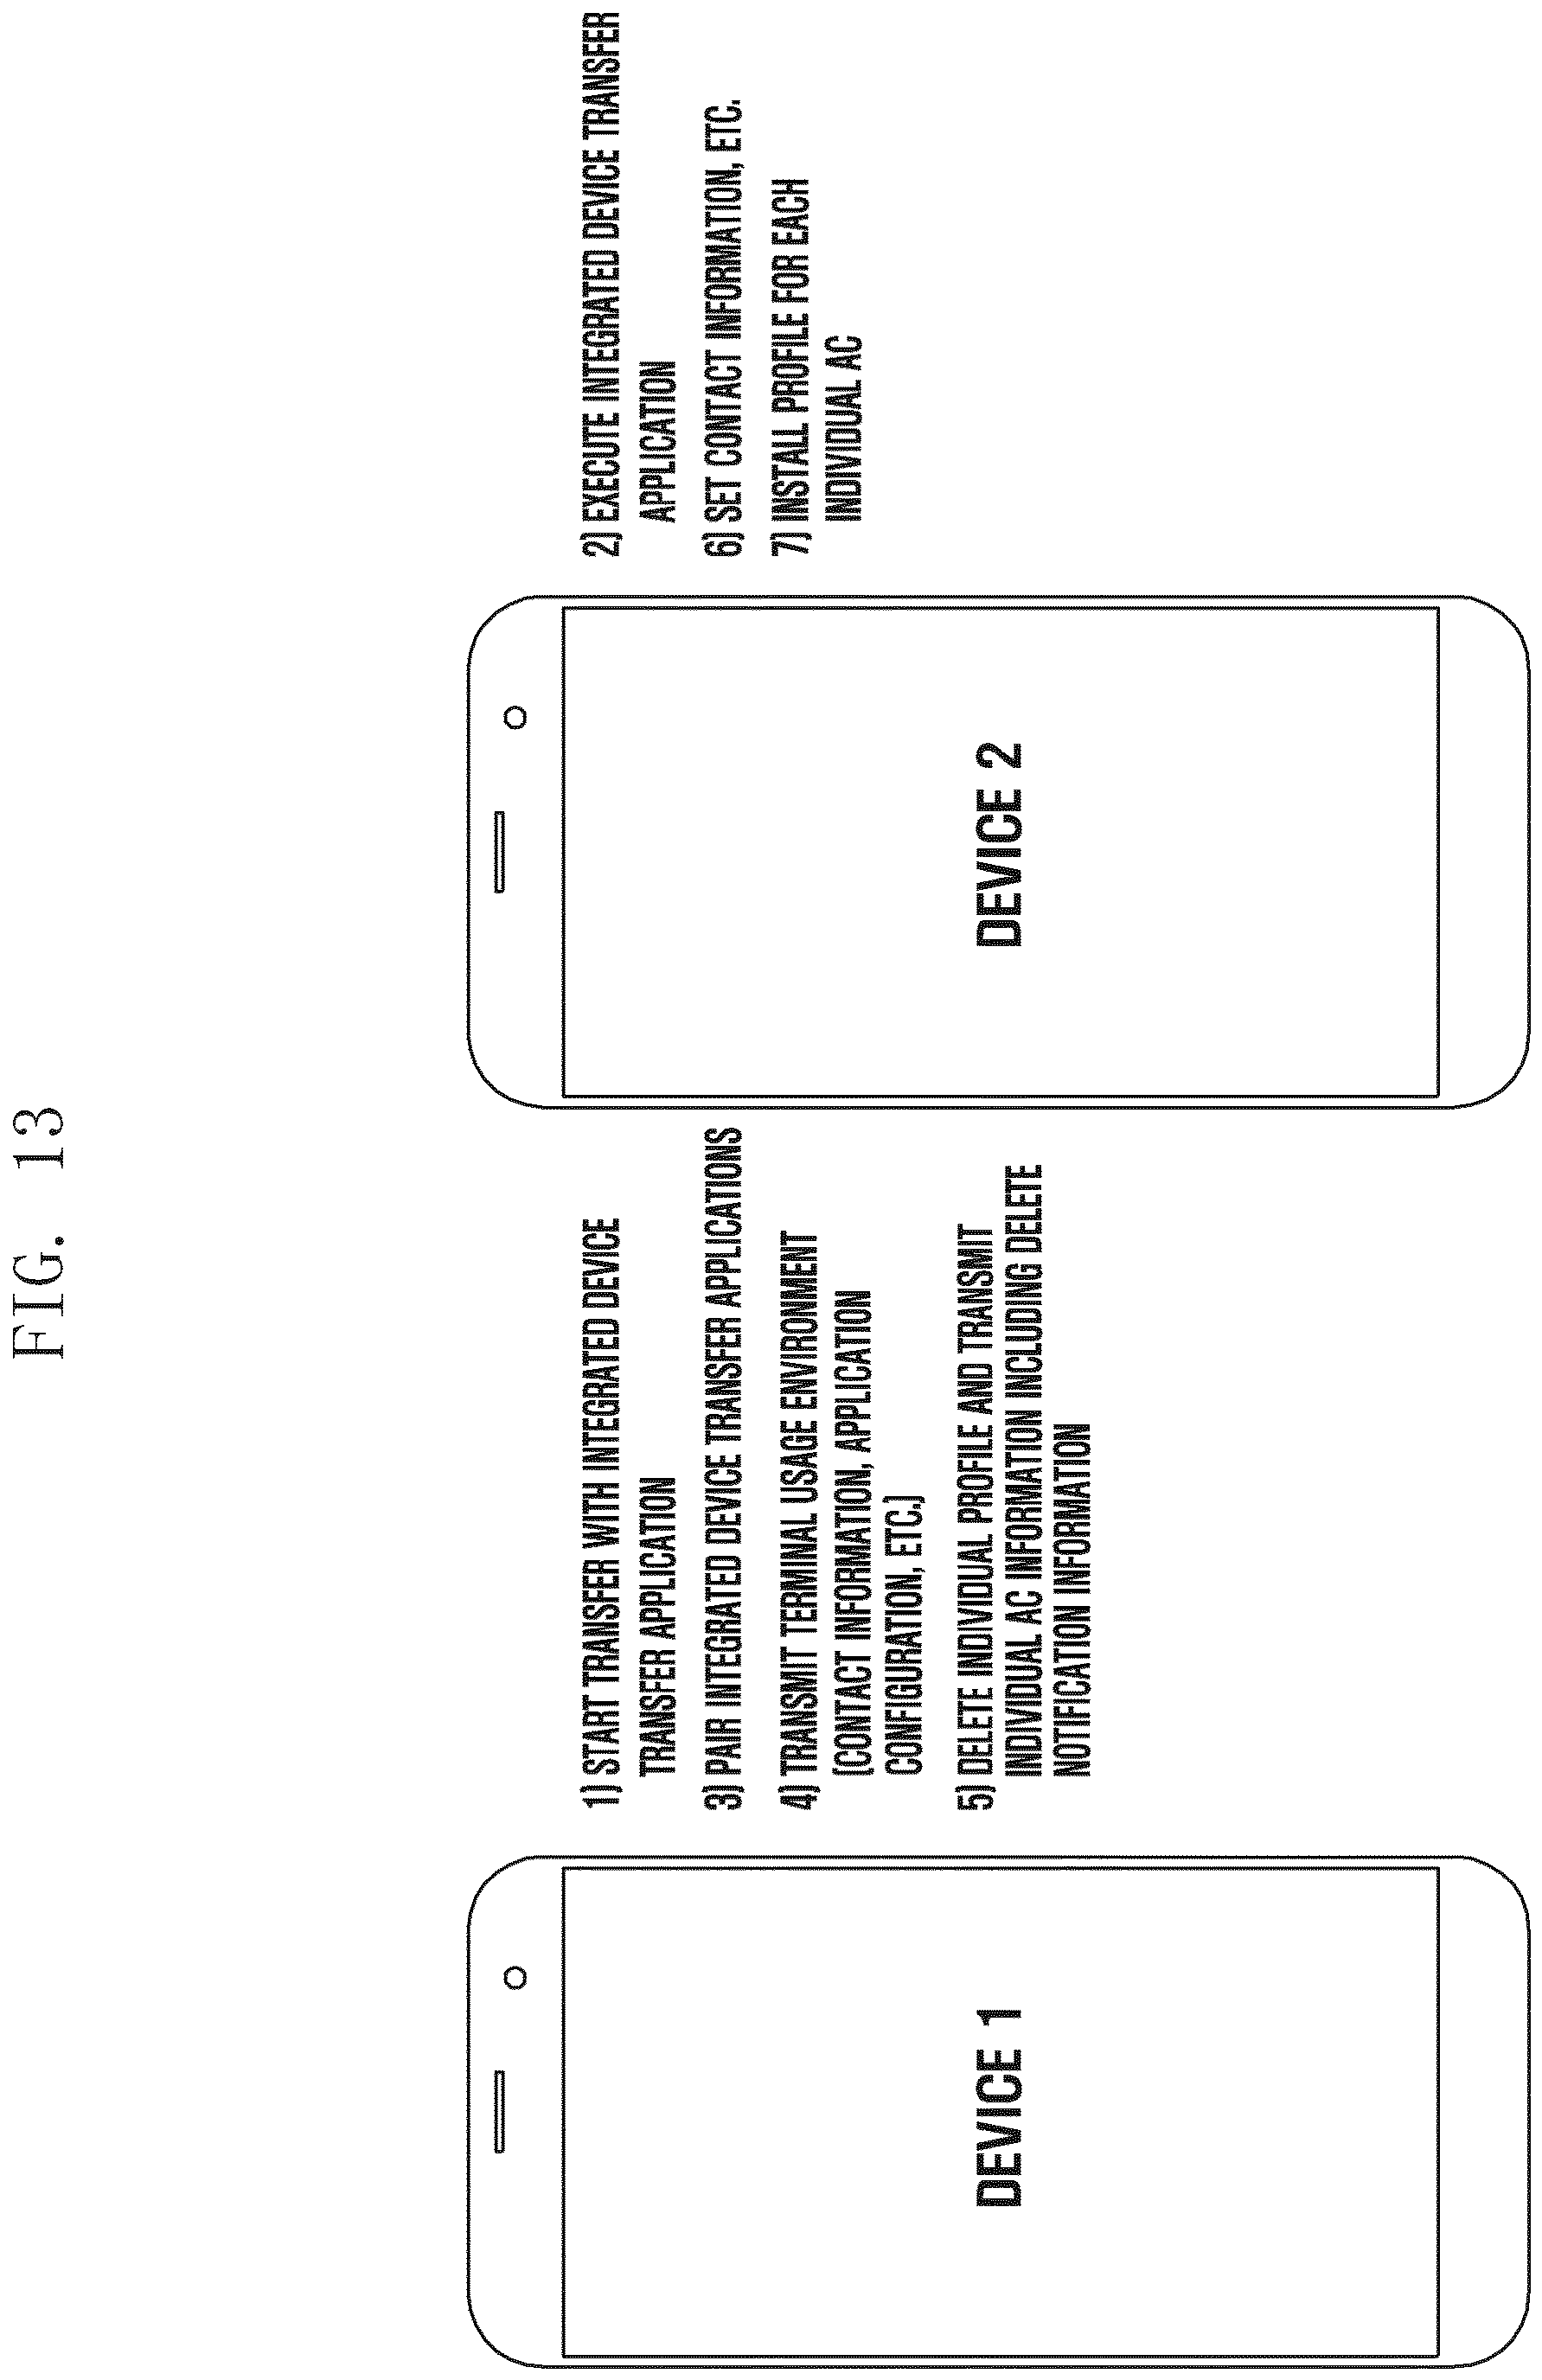 FIG. 13
DEVICE 1
1) START TRANSFER WITH INTEGRATED DEVICE
TRANSFER APPLICATION
3) PAIR INTEGRATED DEVICE TRANSFER APPLICATIONS
4) TRANSMIT TERMINAL USAGE ENVIRONMENT
(CONTACT INFORMATION, APPLICATION
CONFIGURATION, ETC.)
5) DELETE INDIVIDUAL PROFILE AND TRANSMIT
INDIVIDUAL AC INFORMATION INCLUDING DELETE
NOTIFICATION INFORMATION
DEVICE 2
2) EXECUTE INTEGRATED DEVICE TRANSFER
APPLICATION
6) SET CONTACT INFORMATION, ETC.
7) INSTALL PROFILE FOR EACH
INDIVIDUAL AC